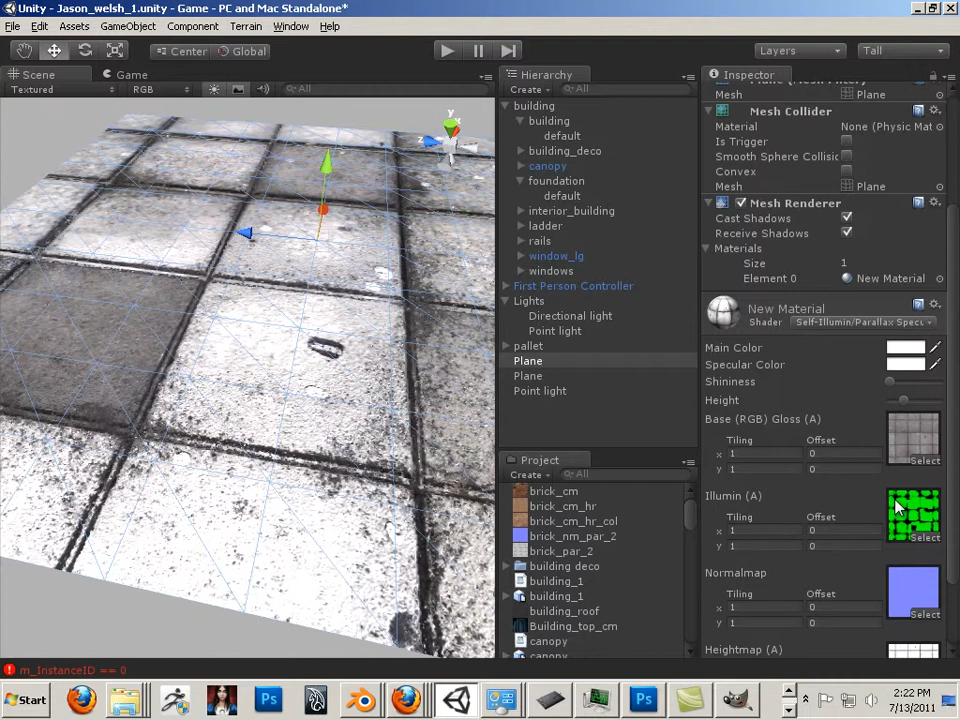 Unity - Jason_welsh_1.unity - Game - PC and Mac Standalone*
File Edit Assets GameObject Component Terrain Window Help
Center Global Layers Tall
Scene Game
Textured RGB All
y
x
z
Hierarchy
Create All
building
building
default
building_deco
canopy
foundation
default
interior_building
ladder
rails
window_lg
windows
First Person Controller
Lights
Directional light
Point light
pallet
Plane
Plane
Point light
Project
Create All
brick_cm
brick_cm_hr
brick_cm_hr_col
brick_nm_par_2
brick_par_2
building deco
building_1
building_1
building_roof
Building_top_cm
canopy
canopy
Inspector
Plane (Mesh Filter)
Mesh Plane
Mesh Collider
Material None (Physic Mat
Is Trigger
Smooth Sphere Collisic
Convex
Mesh Plane
Mesh Renderer
Cast Shadows
Receive Shadows
Materials
Size 1
Element 0 New Material
New Material
Shader Self-Illumin/Parallax Specu
Main Color
Specular Color
Shininess
Height
Base (RGB) Gloss (A)
Tiling Offset
x 1 0
y 1 0
Select
Illumin (A)
Tiling Offset
x 1 0
y 1 0
Select
Normalmap
Tiling Offset
x 1 0
y 1 0
Select
Heightmap (A)
m_InstanceID == 0
Start
Ps
Ps
2:22 PM
7/13/2011